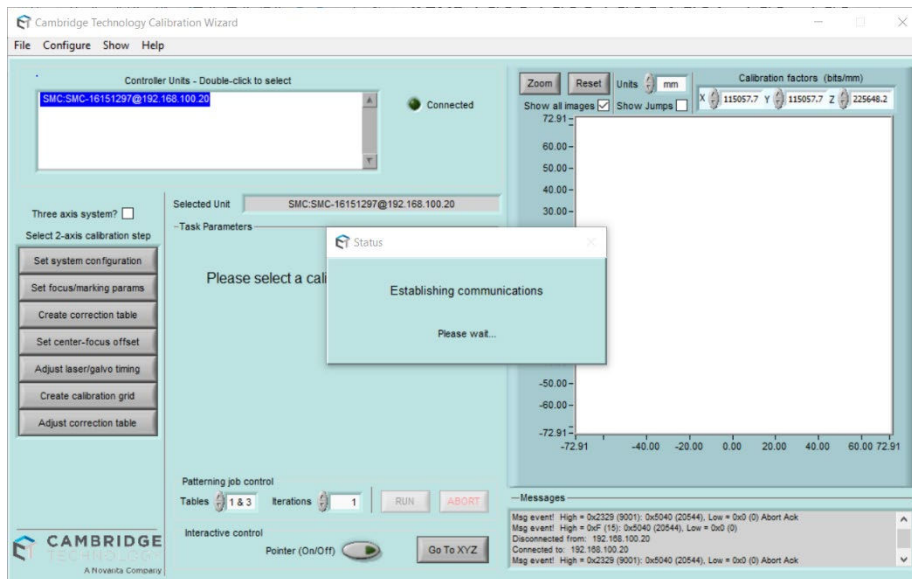 Cambridge Technology Calibration Wizard
File Configure Show Help
Controller Units - Double-click to select
SMC:SMC-16151297@192.168.100.20
Connected
Zoom Reset Units mm
Calibration factors (bits/mm)
X 115057.7 Y 115057.7 Z 225648.2
Show all images Show Jumps
72.91
60.00
50.00
40.00
30.00
-50.00
-60.00
-72.91
-72.91 -40.00 -20.00 0.00 20.00 40.00 60.00 72.91
Three axis system?
Select 2-axis calibration step
Set system configuration
Set focus/marking params
Create correction table
Set center-focus offset
Adjust laser/galvo timing
Create calibration grid
Adjust correction table
Selected Unit SMC:SMC-16151297@192.168.100.20
Task Parameters
Please select a cali
Status
Establishing communications
Please wait...
Patterning job control
Tables 1 & 3 Iterations 1 RUN ABORT
Interactive control
Pointer (On/Off) Go To XYZ
Messages
Msg event! High = 0x2329 (9001): 0x5040 (20544), Low = 0x0 (0) Abort Ack
Msg event! High = 0xF (15): 0x5040 (20544), Low = 0x0 (0)
Disconnected from: 192.168.100.20
Connected to: 192.168.100.20
Msg event! High = 0x2329 (9001): 0x5040 (20544), Low = 0x0 (0) Abort Ack
CAMBRIDGE
TECHNOLOGY
A Novanta Company